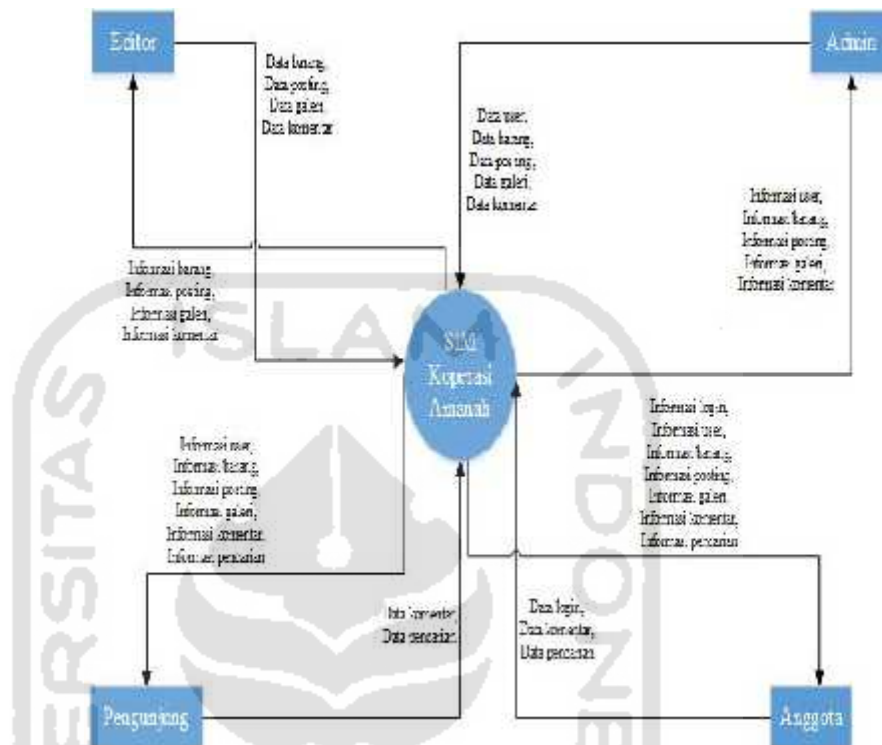 Editor
Admin
Data barang,
Data posting,
Data galeri,
Data komentar
Data user,
Data barang,
Data posting,
Data galeri,
Data komentar
Informasi user,
Informasi barang,
Informasi posting,
Informasi galeri,
Informasi komentar
Informasi barang,
Informasi posting,
Informasi galeri,
Informasi komentar
SIM
Koperasi
Amanah
Informasi user,
Informasi barang,
Informasi posting,
Informasi galeri,
Informasi komentar,
Informasi pencarian
Informasi login,
Informasi user,
Informasi barang,
Informasi posting,
Informasi galeri
Informasi komentar,
Informasi pencarian
Data komentar,
Data pencarian
Data login,
Data komentar,
Data pencarian
Pengunjung
Anggota
ISLAM
INDONE
ERSITAS